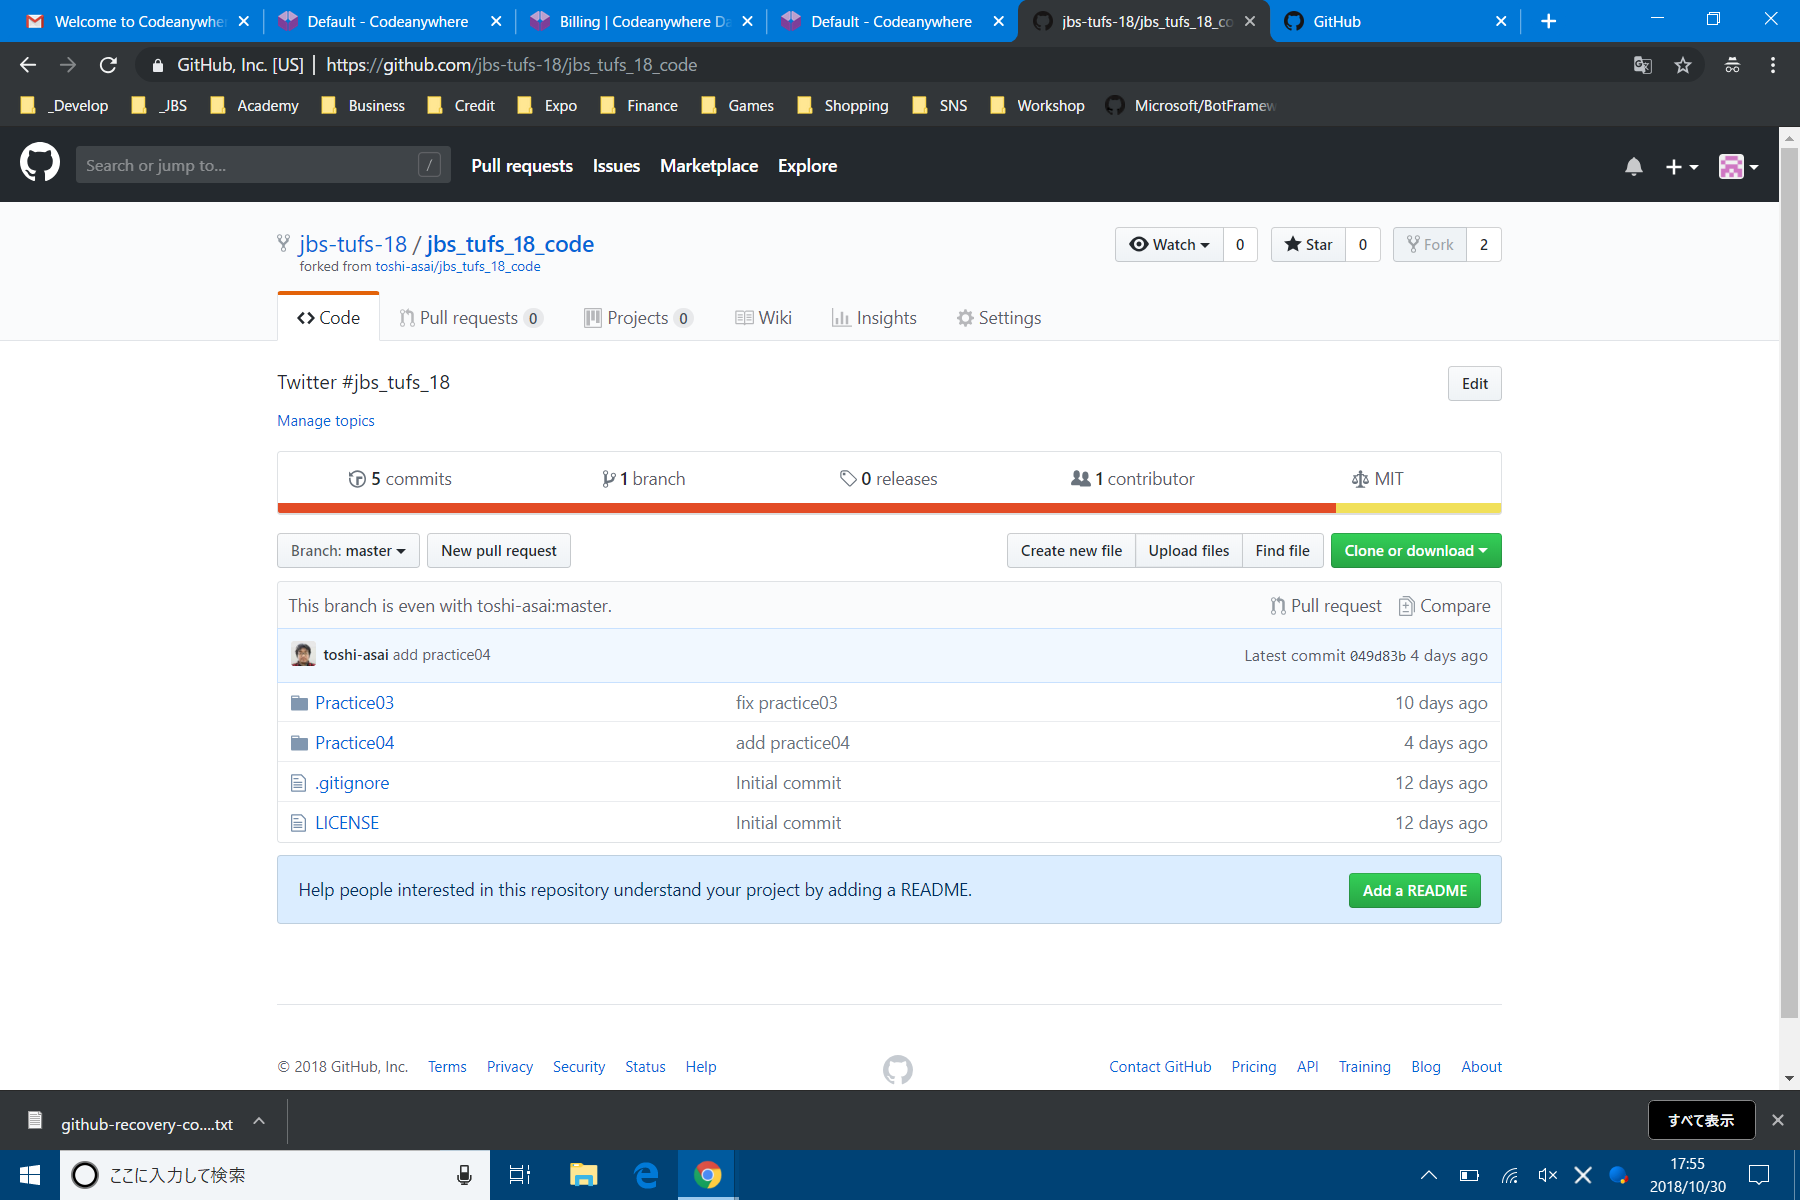 Welcome to Codeanywhe
Default - Codeanywhere
Billing | Codeanywhere Da
Default - Codeanywhere
jbs-tufs-18/jbs_tufs_18_co
GitHub
GitHub, Inc. [US] | https://github.com/jbs-tufs-18/jbs_tufs_18_code
_Develop
_JBS
Academy
Business
Credit
Expo
Finance
Games
Shopping
SNS
Workshop
Microsoft/BotFramew
Search or jump to...
/
Pull requests
Issues
Marketplace
Explore
jbs-tufs-18 / jbs_tufs_18_code
Watch 0
Star 0
Fork 2
forked from toshi-asai/jbs_tufs_18_code
Code
Pull requests 0
Projects 0
Wiki
Insights
Settings
Twitter #jbs_tufs_18
Edit
Manage topics
5 commits
1 branch
0 releases
1 contributor
MIT
Branch: master
New pull request
Create new file
Upload files
Find file
Clone or download
This branch is even with toshi-asai:master.
Pull request
Compare
toshi-asai add practice04
Latest commit 049d83b 4 days ago
Practice03 fix practice03 10 days ago
Practice04 add practice04 4 days ago
.gitignore Initial commit 12 days ago
LICENSE Initial commit 12 days ago
Help people interested in this repository understand your project by adding a README.
Add a README
© 2018 GitHub, Inc.
Terms
Privacy
Security
Status
Help
Contact GitHub
Pricing
API
Training
Blog
About
github-recovery-co....txt
すべて表示
ここに入力して検索
17:55
2018/10/30